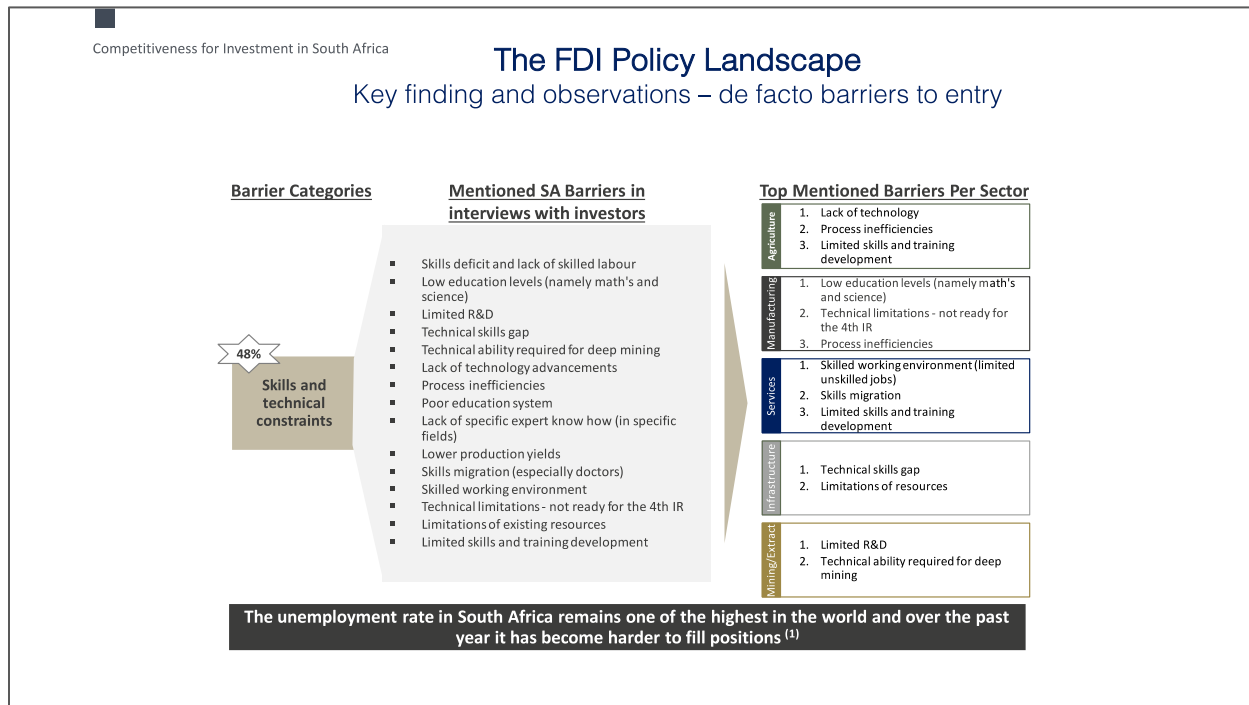 Competitiveness for Investment in South Africa
The FDI Policy Landscape
Key finding and observations – de facto barriers to entry
Barrier Categories
48%
Skills and
technical
constraints
Mentioned SA Barriers in
interviews with investors
▪ Skills deficit and lack of skilled labour
▪ Low education levels (namely math's and
science)
▪ Limited R&D
▪ Technical skills gap
▪ Technical ability required for deep mining
▪ Lack of technology advancements
▪ Process inefficiencies
▪ Poor education system
▪ Lack of specific expert know how (in specific
fields)
▪ Lower production yields
▪ Skills migration (especially doctors)
▪ Skilled working environment
▪ Technical limitations - not ready for the 4th IR
▪ Limitations of existing resources
▪ Limited skills and training development
Top Mentioned Barriers Per Sector
Agriculture
1. Lack of technology
2. Process inefficiencies
3. Limited skills and training
development
Manufacturing
1. Low education levels (namely math's
and science)
2. Technical limitations - not ready for
the 4th IR
3. Process inefficiencies
Services
1. Skilled working environment (limited
unskilled jobs)
2. Skills migration
3. Limited skills and training
development
Infrastructure
1. Technical skills gap
2. Limitations of resources
Mining/Extract
1. Limited R&D
2. Technical ability required for deep
mining
The unemployment rate in South Africa remains one of the highest in the world and over the past
year it has become harder to fill positions (1)